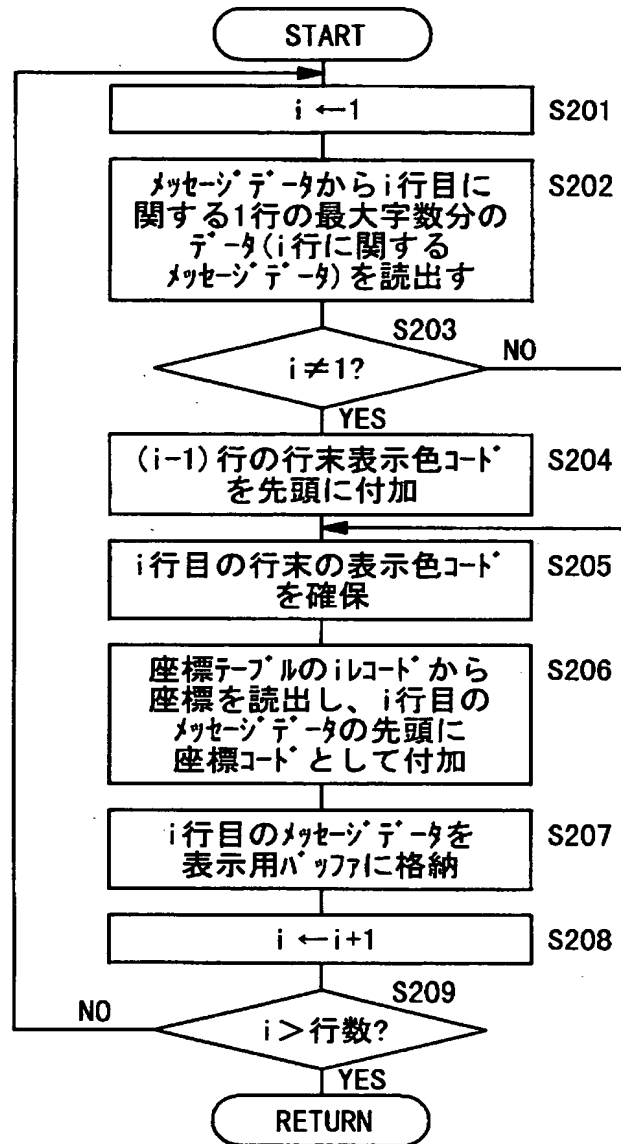 START
i←1
S201
メッセージデータからi行目に
関する1行の最大字数分の
データ(i行に関する
メッセージデータ)を読出す
S202
S203
i≠1?
NO
YES
(i-1)行の行末表示色コード
を先頭に付加
S204
i行目の行末の表示色コード
を確保
S205
座標テーブルのiレコードから
座標を読出し、i行目の
メッセージデータの先頭に
座標コードとして付加
S206
i行目のメッセージデータを
表示用バッファに格納
S207
i←i+1
S208
S209
NO
i>行数?
YES
RETURN